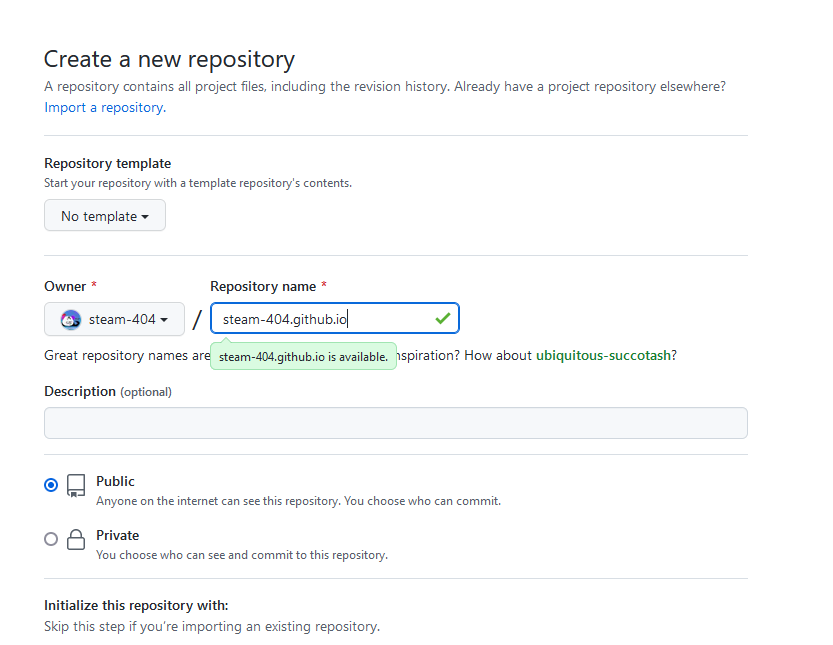 Create a new repository
A repository contains all project files, including the revision history. Already have a project repository elsewhere?
Import a repository.
Repository template
Start your repository with a template repository's contents.
No template
Owner * Repository name *
steam-404 / steam-404.github.io
Great repository names are nspiration? How about ubiquitous-succotash?
steam-404.github.io is available.
Description (optional)
Public
Anyone on the internet can see this repository. You choose who can commit.
Private
You choose who can see and commit to this repository.
Initialize this repository with:
Skip this step if you're importing an existing repository.